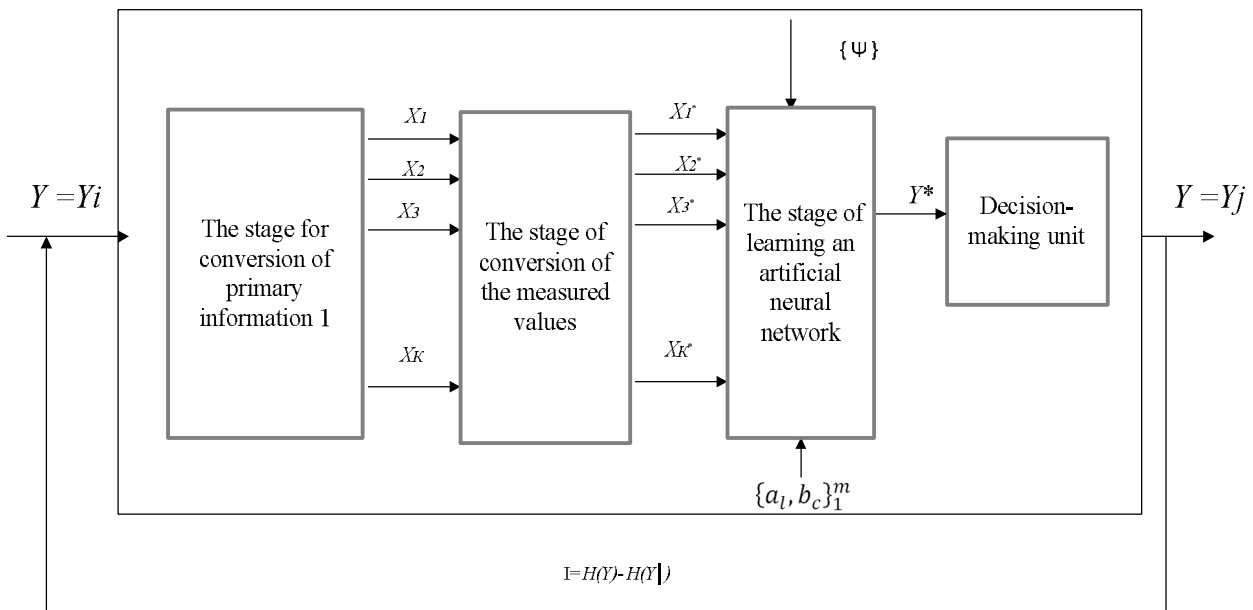 {Ψ}
Y =Yi
The stage for
conversion of
primary
information 1
X1
X2
X3
XK
The stage of
conversion of
the measured
values
X1*
X2*
X3*
XK*
The stage of
learning an
artificial
neural
network
{a_l, b_c}_1^m
Y*
Decision-
making unit
Y =Yj
I=H(Y)-H(Y|)